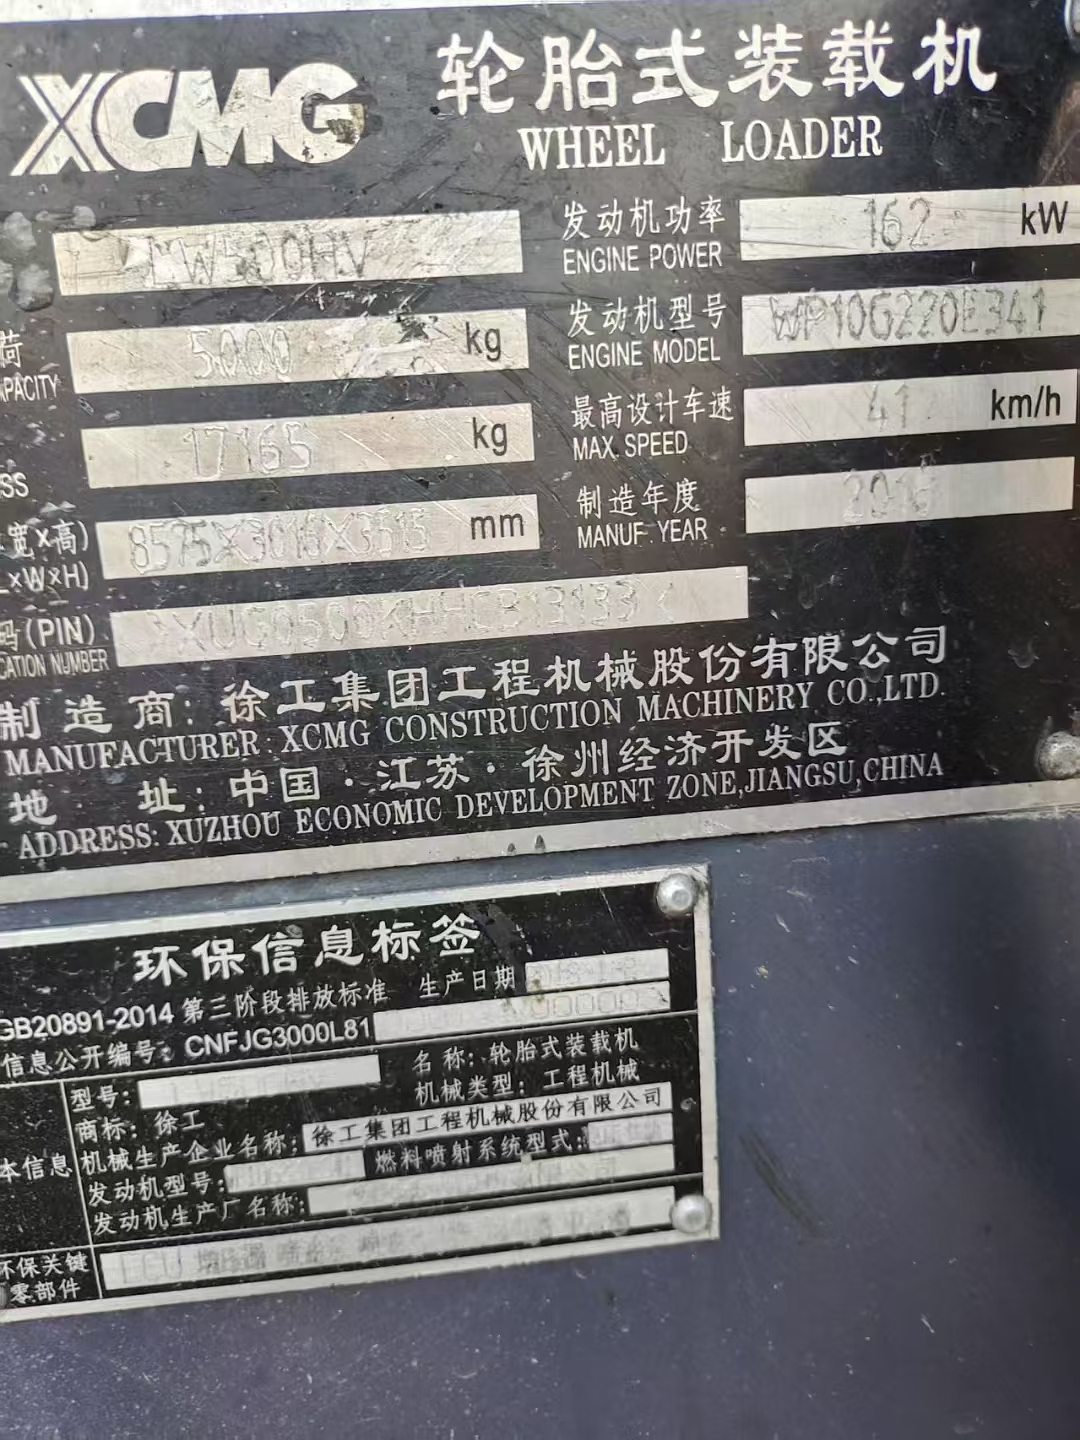 XCMG 轮胎式装载机
WHEEL LOADER
LW500HV
发动机功率 162 kW
ENGINE POWER
荷 5000 kg
发动机型号 WP10G220E341
ENGINE MODEL
17165 kg
最高设计车速 41 km/h
MAX. SPEED
宽×高) mm
×W×H)
制造年度
MANUF. YEAR
码(PIN)
CATION NUMBER
制造商：徐工集团工程机械股份有限公司
MANUFACTURER: XCMG CONSTRUCTION MACHINERY CO.,LTD.
地 址：中国·江苏·徐州经济开发区
ADDRESS: XUZHOU ECONOMIC DEVELOPMENT ZONE,JIANGSU,CHINA
环保信息标签
GB20891-2014 第三阶段排放标准 生产日期
信息公开编号：CNFJG3000L81
型号： 名称：轮胎式装载机
商标：徐工 机械类型：工程机械
机械生产企业名称：徐工集团工程机械股份有限公司
本信息
发动机型号： 燃料喷射系统型式：
发动机生产厂名称：
环保关键
零部件